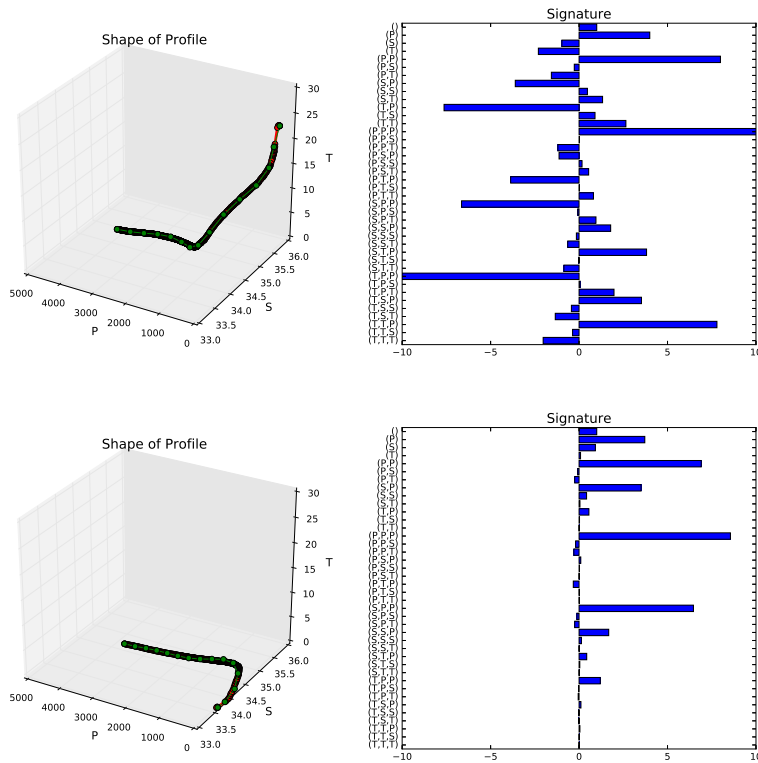 Shape of Profile
30
25
20
15
10
5
0
T
5000
4000
3000
2000
1000
0
P
33.0
33.5
34.0
34.5
35.0
35.5
36.0
S
Signature
()
(P)
(S)
(T)
(P,P)
(P,S)
(P,T)
(S,P)
(S,S)
(S,T)
(T,P)
(T,S)
(T,T)
(P,P,P)
(P,P,S)
(P,P,T)
(P,S,P)
(P,S,S)
(P,S,T)
(P,T,P)
(P,T,S)
(P,T,T)
(S,P,P)
(S,P,S)
(S,P,T)
(S,S,P)
(S,S,S)
(S,S,T)
(S,T,P)
(S,T,S)
(S,T,T)
(T,P,P)
(T,P,S)
(T,P,T)
(T,S,P)
(T,S,S)
(T,S,T)
(T,T,P)
(T,T,S)
(T,T,T)
−10 −5 0 5 10
Shape of Profile
30
25
20
15
10
5
0
T
5000
4000
3000
2000
1000
0
P
33.0
33.5
34.0
34.5
35.0
35.5
36.0
S
Signature
()
(P)
(S)
(T)
(P,P)
(P,S)
(P,T)
(S,P)
(S,S)
(S,T)
(T,P)
(T,S)
(T,T)
(P,P,P)
(P,P,S)
(P,P,T)
(P,S,P)
(P,S,S)
(P,S,T)
(P,T,P)
(P,T,S)
(P,T,T)
(S,P,P)
(S,P,S)
(S,P,T)
(S,S,P)
(S,S,S)
(S,S,T)
(S,T,P)
(S,T,S)
(S,T,T)
(T,P,P)
(T,P,S)
(T,P,T)
(T,S,P)
(T,S,S)
(T,S,T)
(T,T,P)
(T,T,S)
(T,T,T)
−10 −5 0 5 10